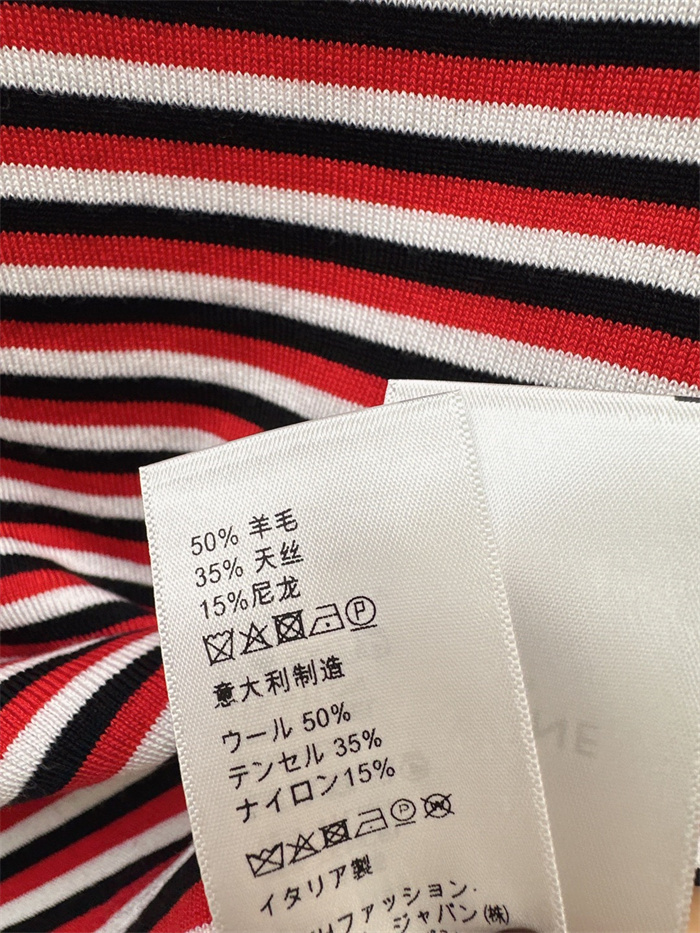 50% 羊毛
35% 天丝
15%尼龙
P
意大利制造
ウール 50%
テンセル 35%
ナイロン15%
P W
イタリア製
Hファッション.
ジャパン(株)
NE